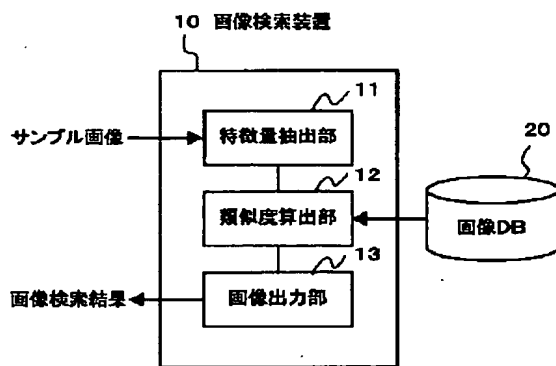 10 画像検索装置
11
サンプル画像
特徴量抽出部
12
20
類似度算出部
画像DB
13
画像検索結果
画像出力部